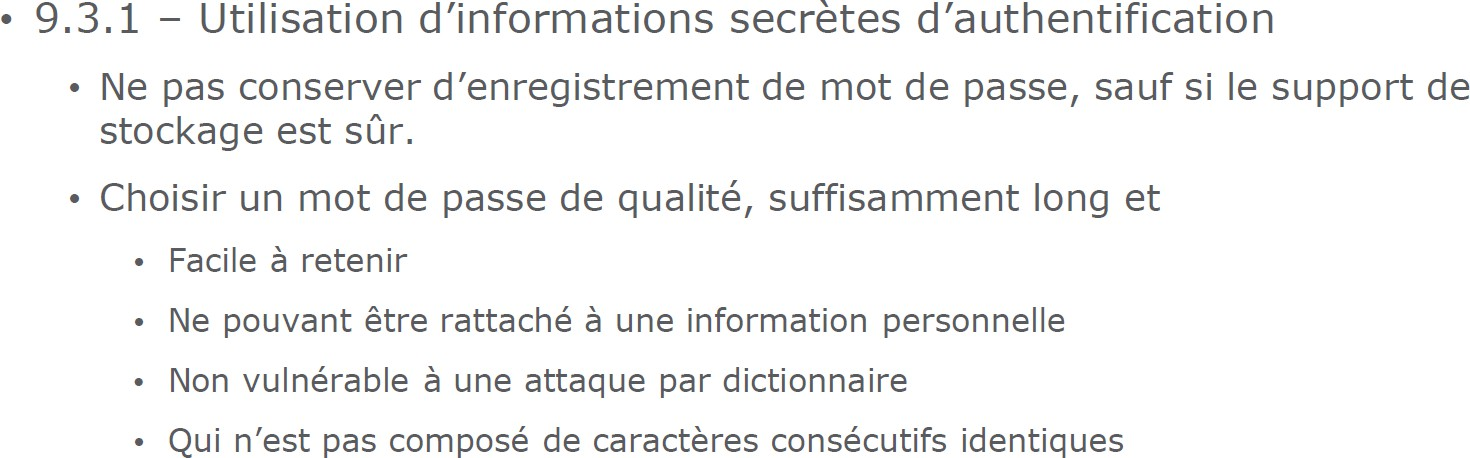 • 9.3.1 – Utilisation d’informations secrètes d’authentification
• Ne pas conserver d’enregistrement de mot de passe, sauf si le support de
stockage est sûr.
• Choisir un mot de passe de qualité, suffisamment long et
• Facile à retenir
• Ne pouvant être rattaché à une information personnelle
• Non vulnérable à une attaque par dictionnaire
• Qui n’est pas composé de caractères consécutifs identiques